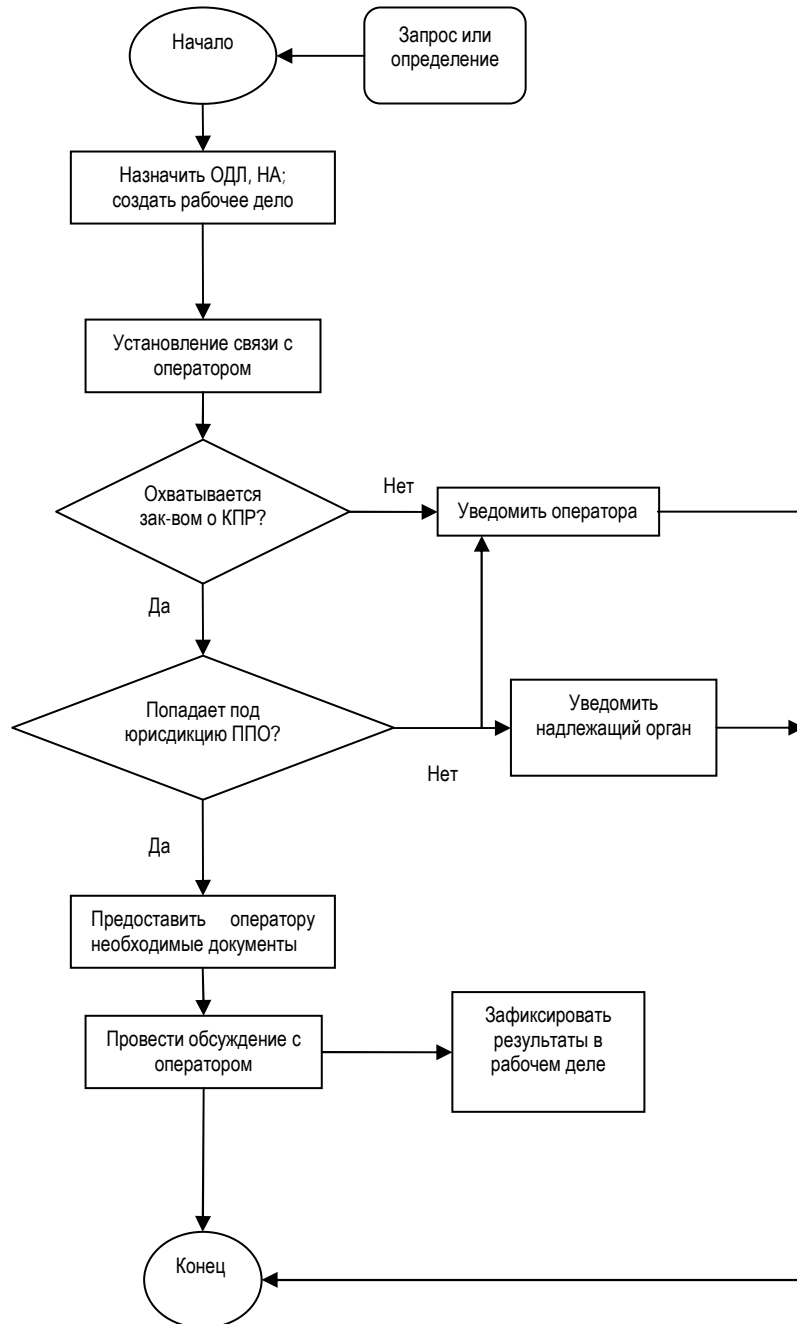 Начало
Запрос или
определение
Назначить ОДЛ, НА;
создать рабочее дело
Установление связи с
оператором
Охватывается
зак-вом о КПР?
Нет
Уведомить оператора
Да
Попадает под
юрисдикцию ППО?
Уведомить
надлежащий орган
Нет
Да
Предоставить оператору
необходимые документы
Провести обсуждение с
оператором
Зафиксировать
результаты в
рабочем деле
Конец